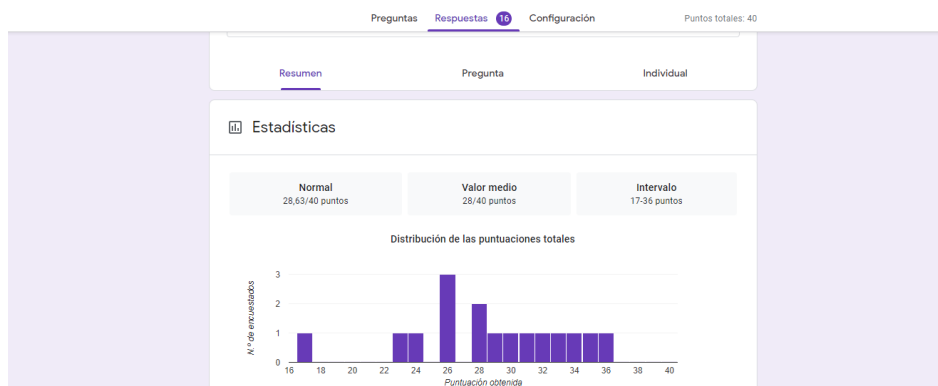 Preguntas Respuestas 16 Configuración Puntos totales: 40
Resumen Pregunta Individual
Estadísticas
Normal Valor medio Intervalo
28,63/40 puntos 28/40 puntos 17-36 puntos
Distribución de las puntuaciones totales
N.º de encuestados
3
2
1
0
16 18 20 22 24 26 28 30 32 34 36 38 40
Puntuación obtenida